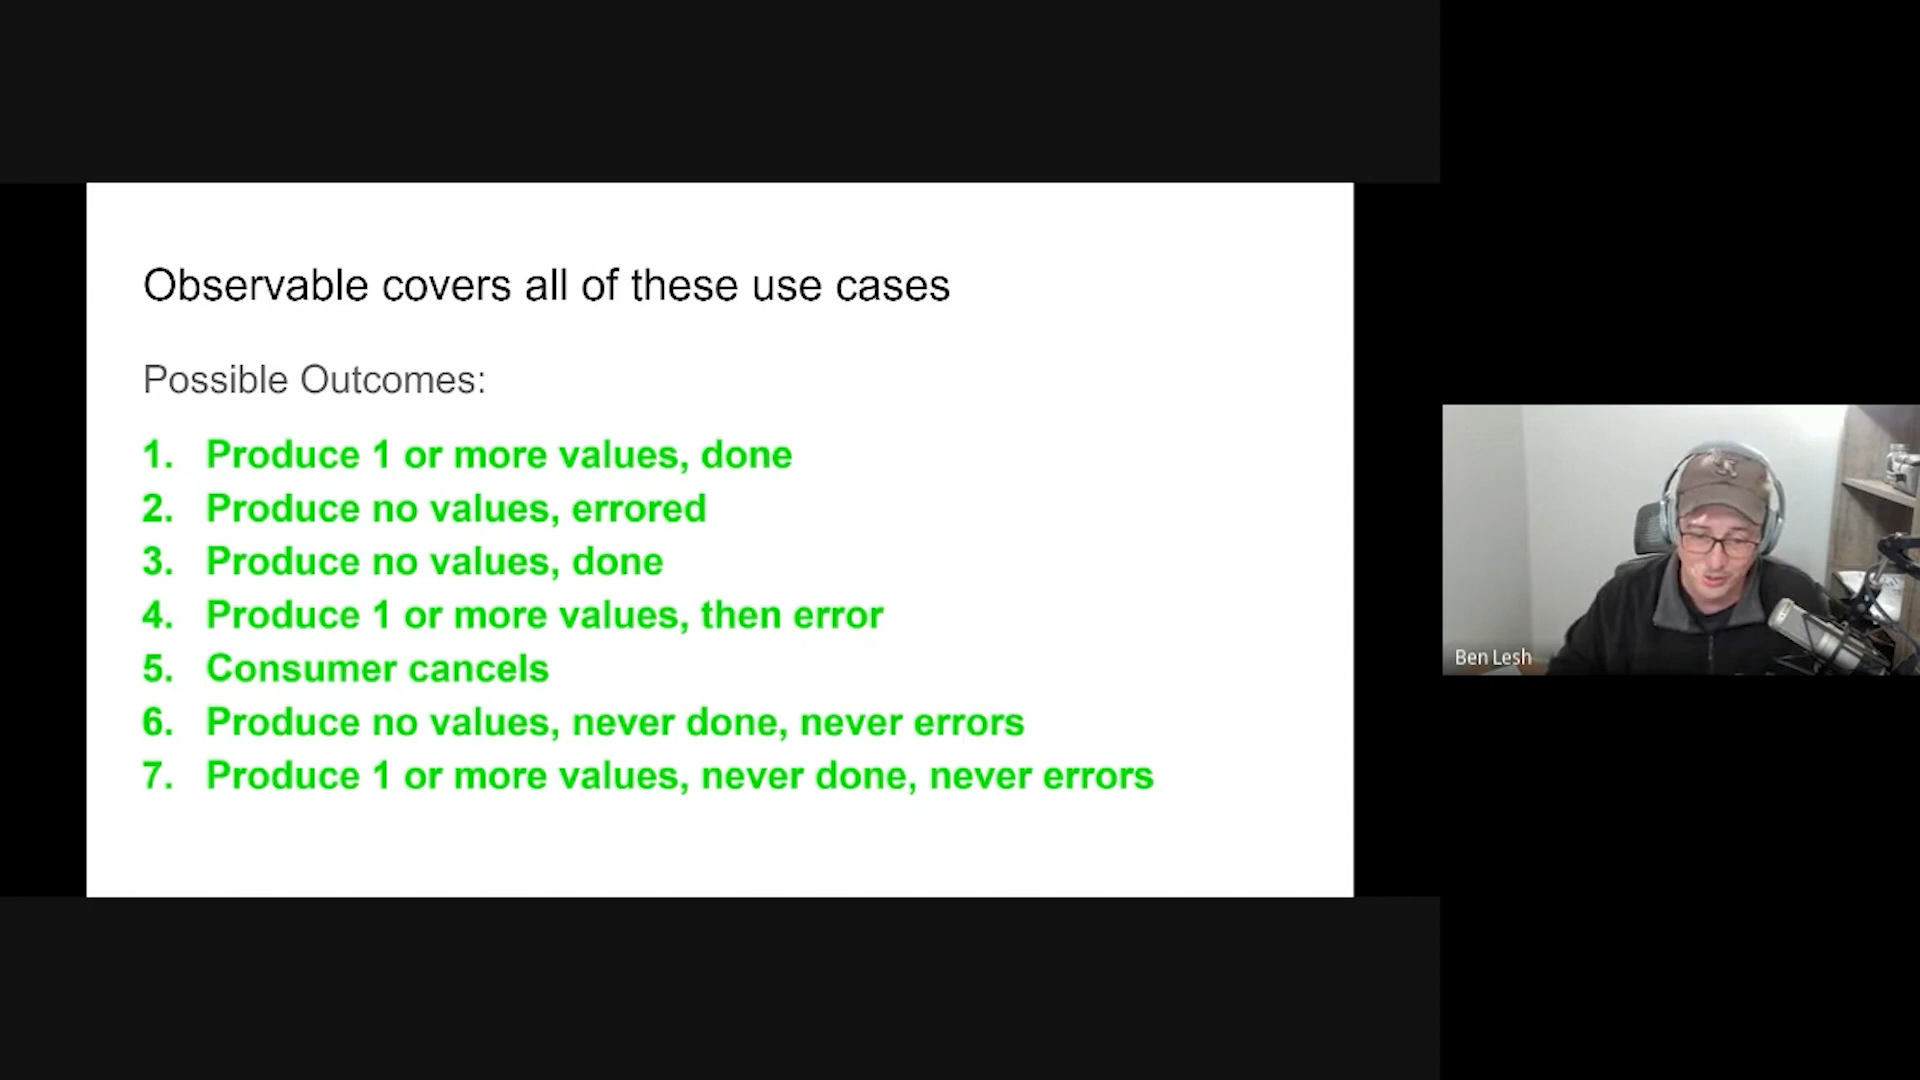 Observable covers all of these use cases
Possible Outcomes:
1. Produce 1 or more values, done
2. Produce no values, errored
3. Produce no values, done
4. Produce 1 or more values, then error
5. Consumer cancels
6. Produce no values, never done, never errors
7. Produce 1 or more values, never done, never errors
Ben Lesh